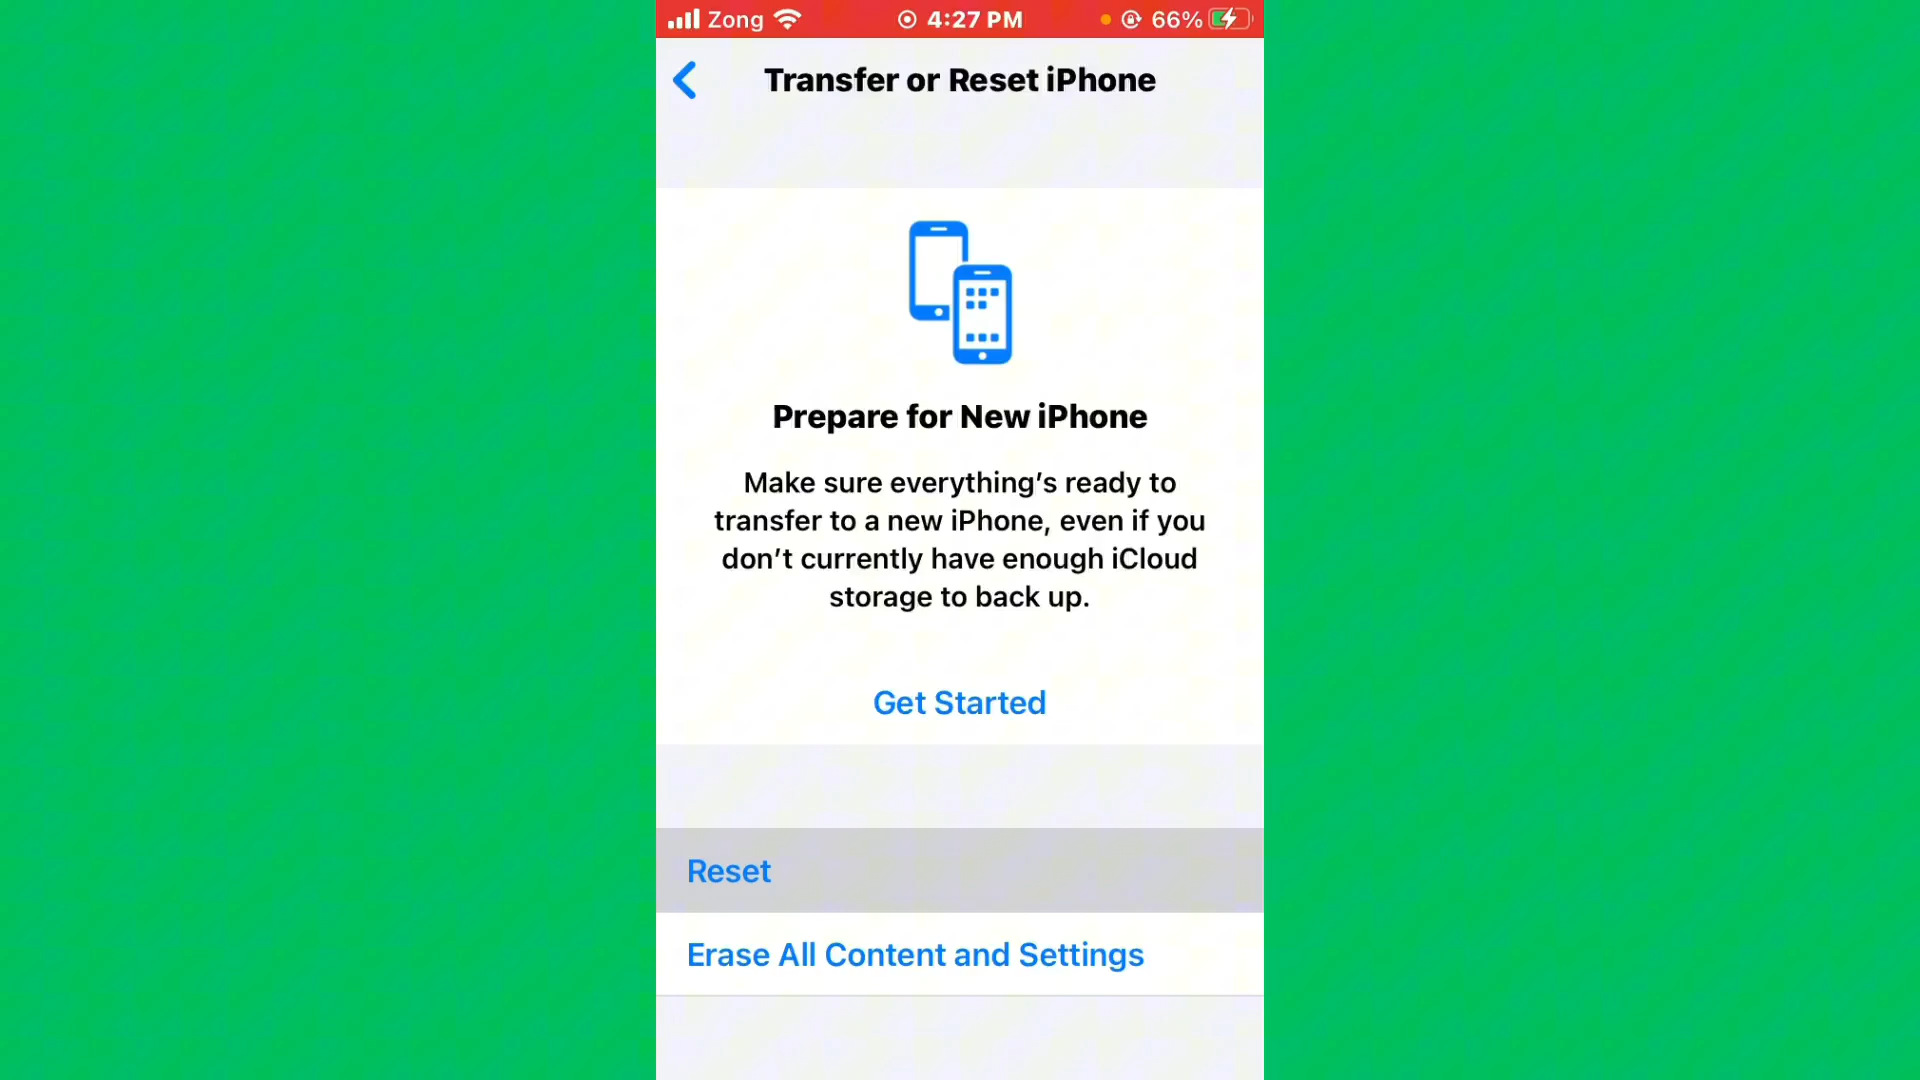 Zong 4:27 PM 66%
Transfer or Reset iPhone
Prepare for New iPhone
Make sure everything’s ready to
transfer to a new iPhone, even if you
don’t currently have enough iCloud
storage to back up.
Get Started
Reset
Erase All Content and Settings